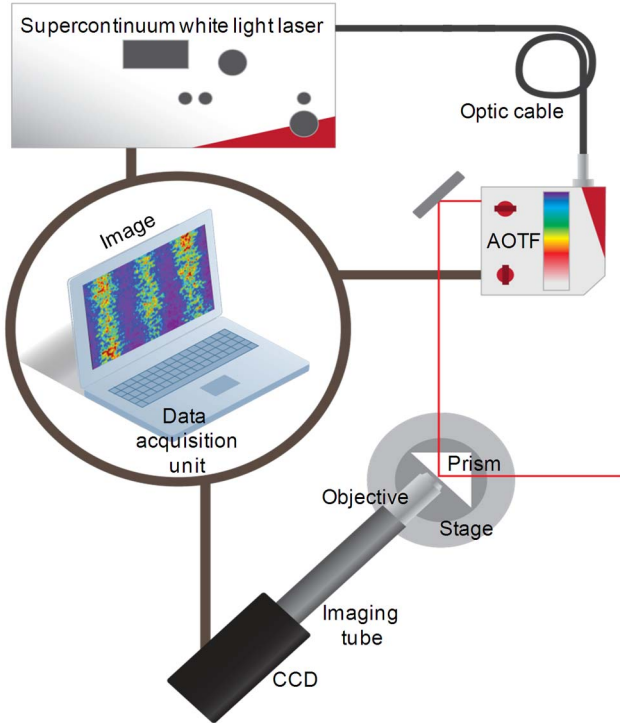 Supercontinuum white light laser
Optic cable
Image
AOTF
Data
acquisition
unit
Prism
Objective
Stage
Imaging
tube
CCD